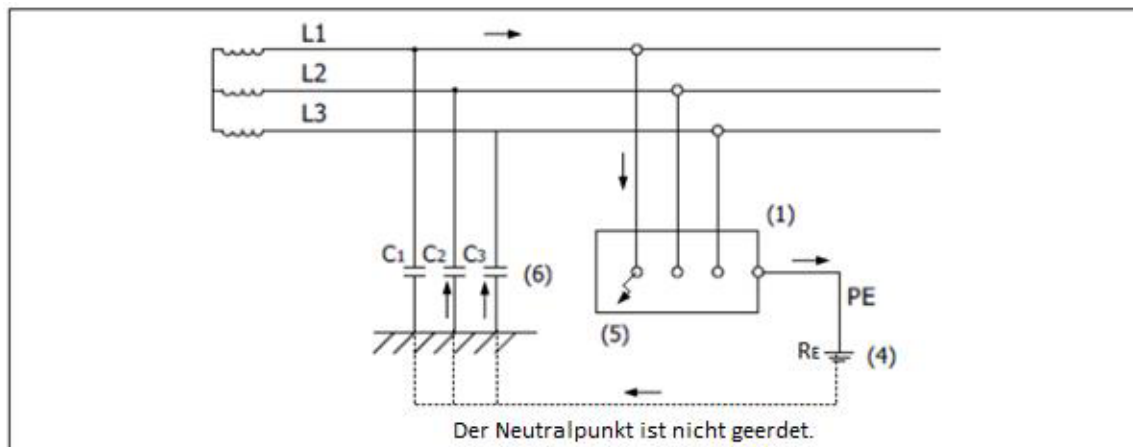 L1
L2
L3
(1)
C1 C2 C3 (6)
PE
(5)
RE (4)
Der Neutralpunkt ist nicht geerdet.